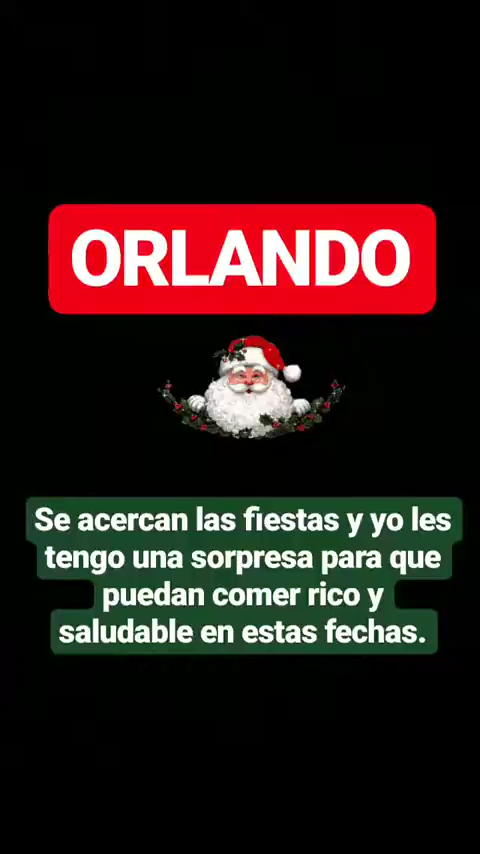 ORLANDO
Se acercan las fiestas y yo les
tengo una sorpresa para que
puedan comer rico y
saludable en estas fechas.